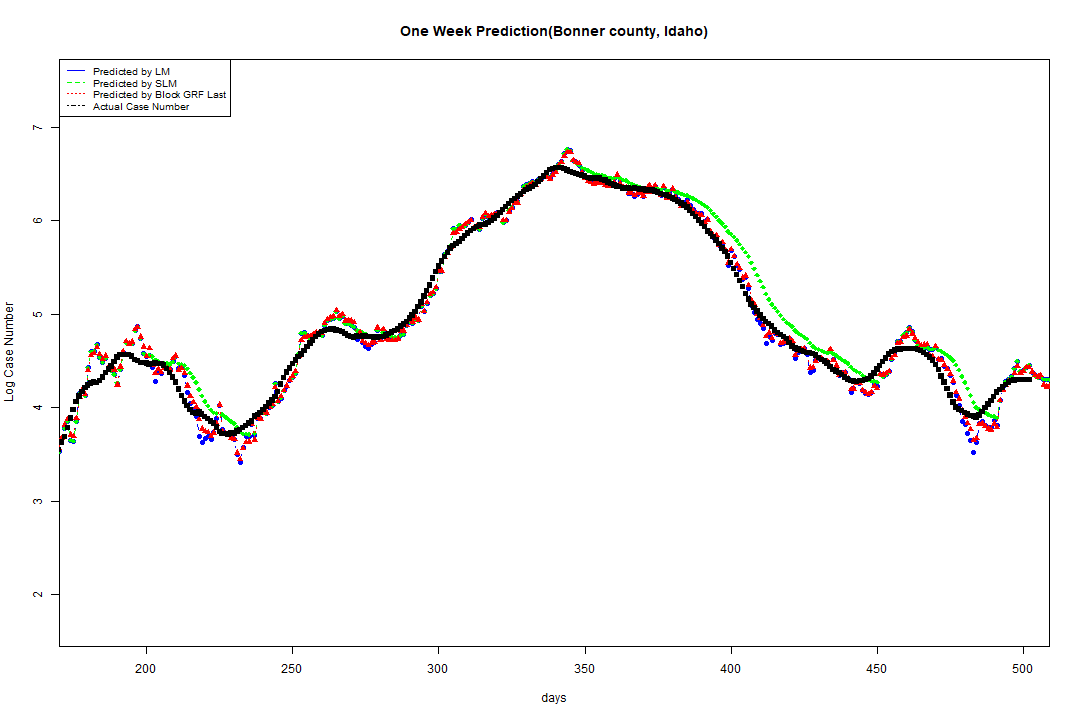 One Week Prediction(Bonner county, Idaho)
Predicted by LM
Predicted by SLM
Predicted by Block GRF Last
Actual Case Number
Log Case Number
7
6
5
4
3
2
200 250 300 350 400 450 500
days